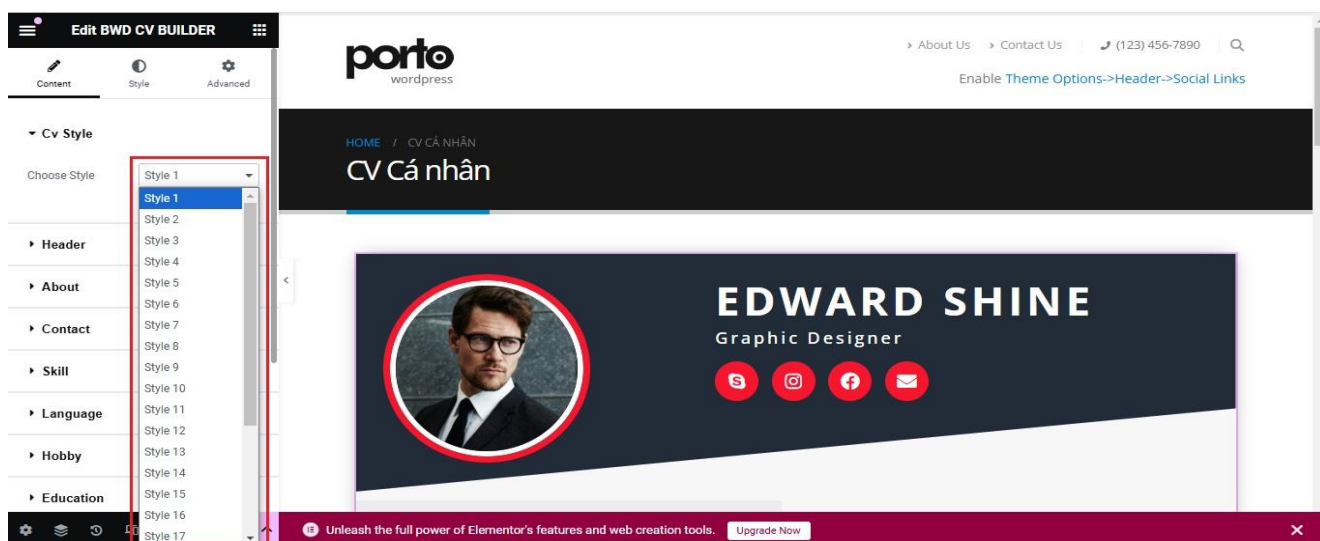 Edit BWD CV BUILDER
Content
Style
Advanced
Cv Style
Choose Style
Style 1
Style 1
Style 2
Style 3
Style 4
Style 5
Style 6
Style 7
Style 8
Style 9
Style 10
Style 11
Style 12
Style 13
Style 14
Style 15
Style 16
Style 17
Header
About
Contact
Skill
Language
Hobby
Education
porto
wordpress
About Us Contact Us (123) 456-7890
Enable Theme Options->Header->Social Links
HOME / CV CÁ NHÂN
CV Cá nhân
EDWARD SHINE
Graphic Designer
Unleash the full power of Elementor's features and web creation tools. Upgrade Now